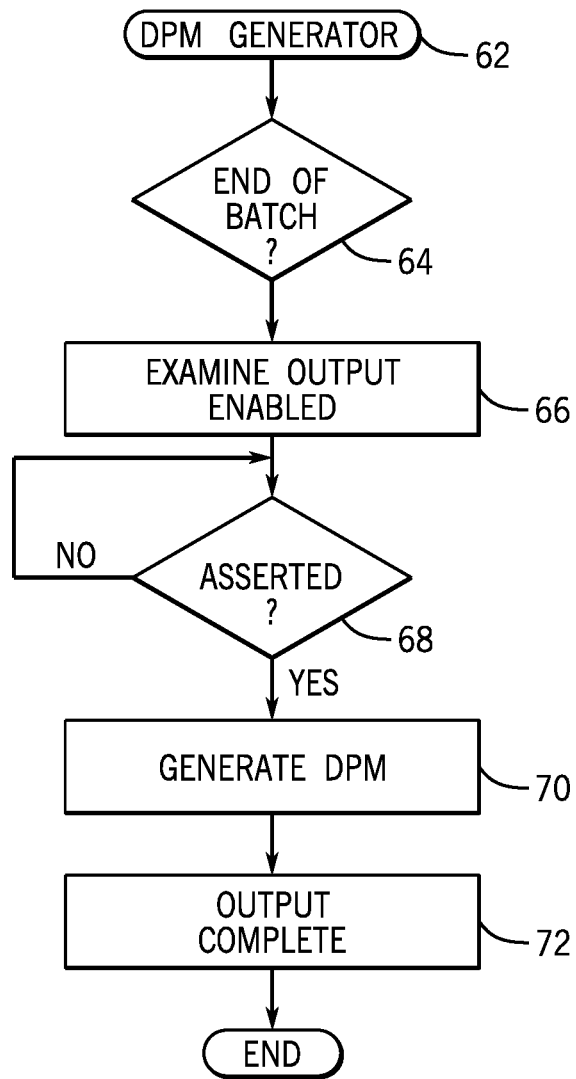 DPM GENERATOR
62
END OF
BATCH
?
64
EXAMINE OUTPUT
ENABLED
66
NO
ASSERTED
?
68
YES
GENERATE DPM
70
OUTPUT
COMPLETE
72
END